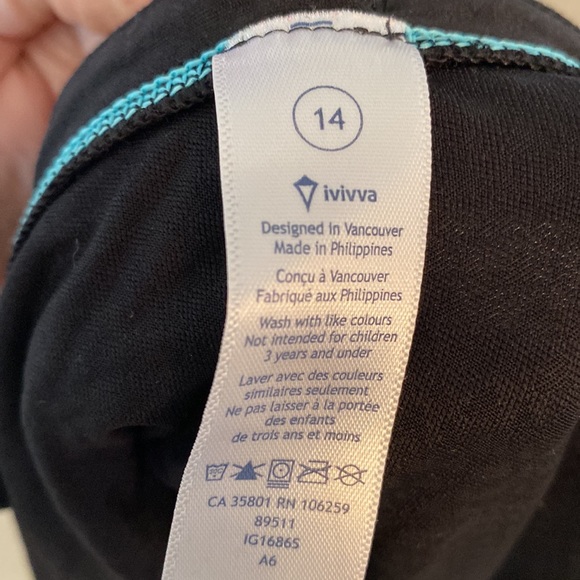 14
ivivva
Designed in Vancouver
Made in Philippines
Conçu à Vancouver
Fabriqué aux Philippines
Wash with like colours
Not intended for children
3 years and under
Laver avec des couleurs
similaires seulement
Ne pas laisser à la portée
des enfants
de trois ans et moins
CA 35801 RN 106259
89511
IG1686S
A6